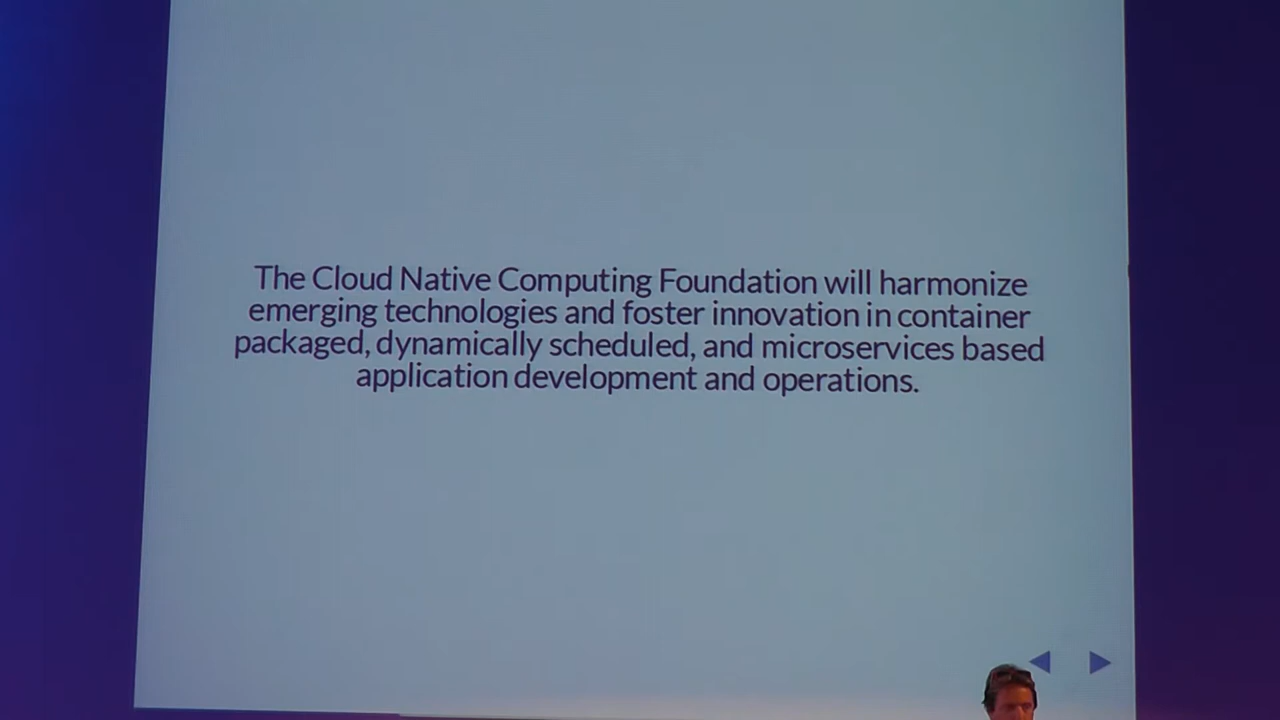 The Cloud Native Computing Foundation will harmonize
emerging technologies and foster innovation in container
packaged, dynamically scheduled, and microservices based
application development and operations.